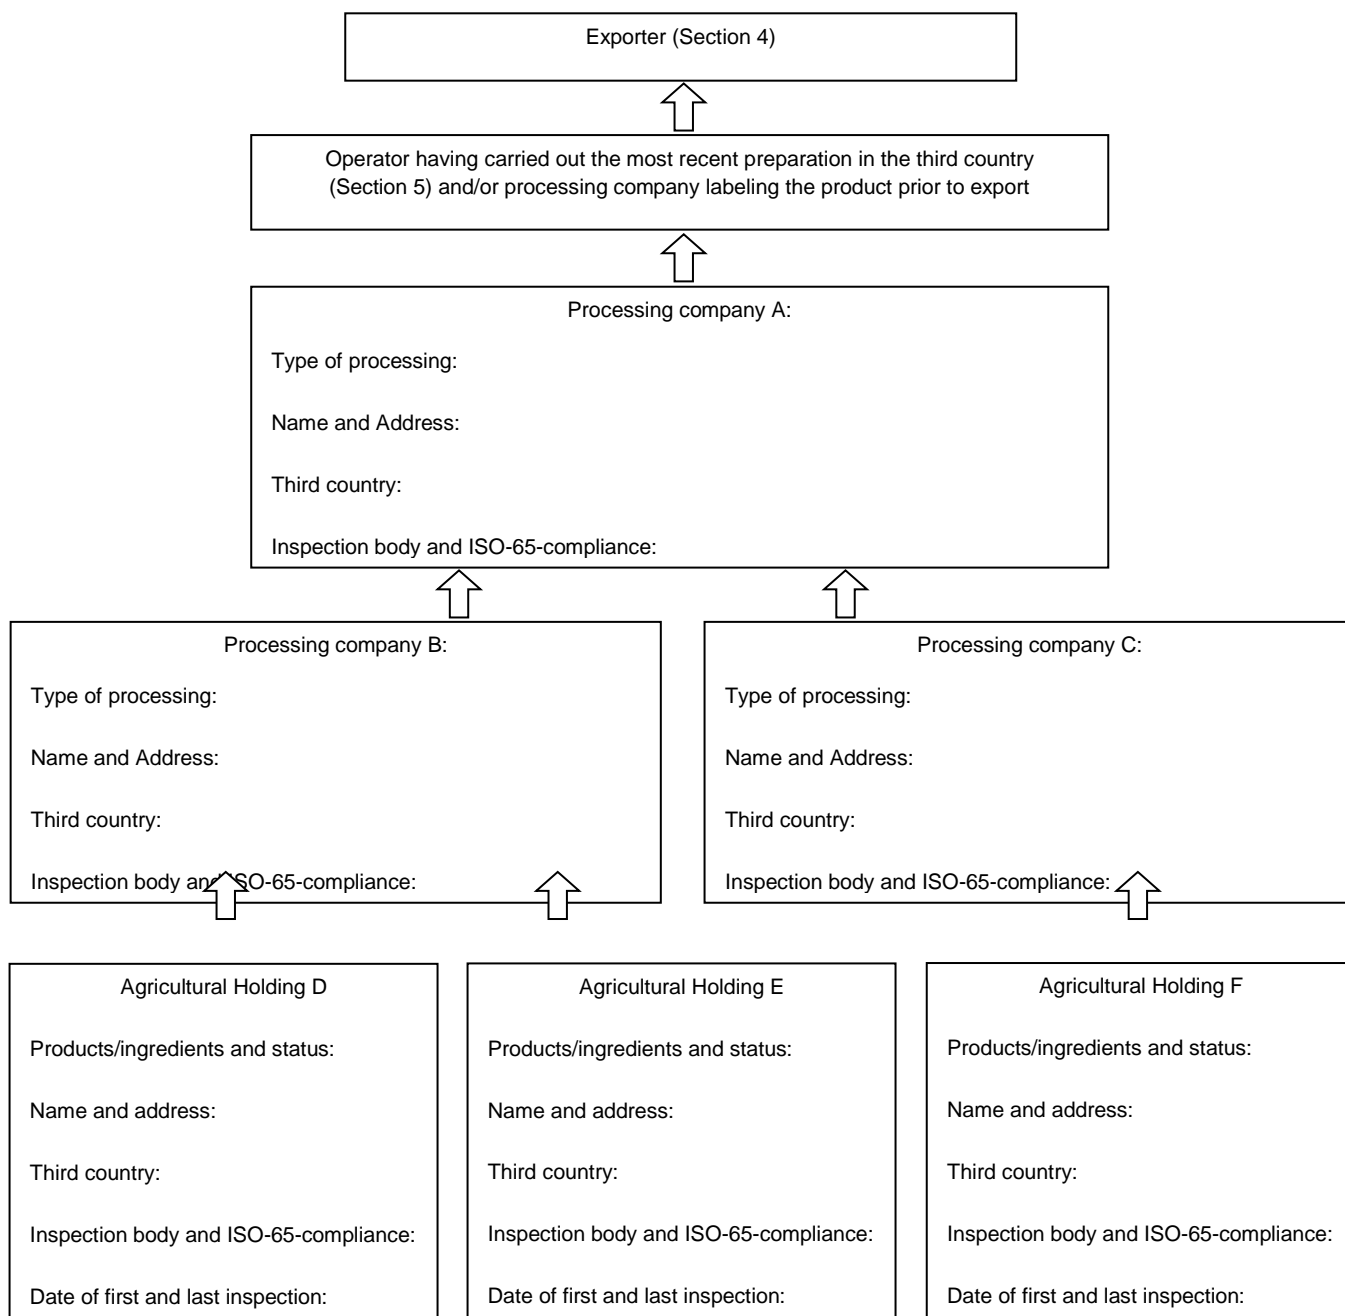 Exporter (Section 4)
Operator having carried out the most recent preparation in the third country
(Section 5) and/or processing company labeling the product prior to export
Processing company A:
Type of processing:
Name and Address:
Third country:
Inspection body and ISO-65-compliance:
Processing company B:
Type of processing:
Name and Address:
Third country:
Inspection body and ISO-65-compliance:
Processing company C:
Type of processing:
Name and Address:
Third country:
Inspection body and ISO-65-compliance:
Agricultural Holding D
Products/ingredients and status:
Name and address:
Third country:
Inspection body and ISO-65-compliance:
Date of first and last inspection:
Agricultural Holding E
Products/ingredients and status:
Name and address:
Third country:
Inspection body and ISO-65-compliance:
Date of first and last inspection:
Agricultural Holding F
Products/ingredients and status:
Name and address:
Third country:
Inspection body and ISO-65-compliance:
Date of first and last inspection: